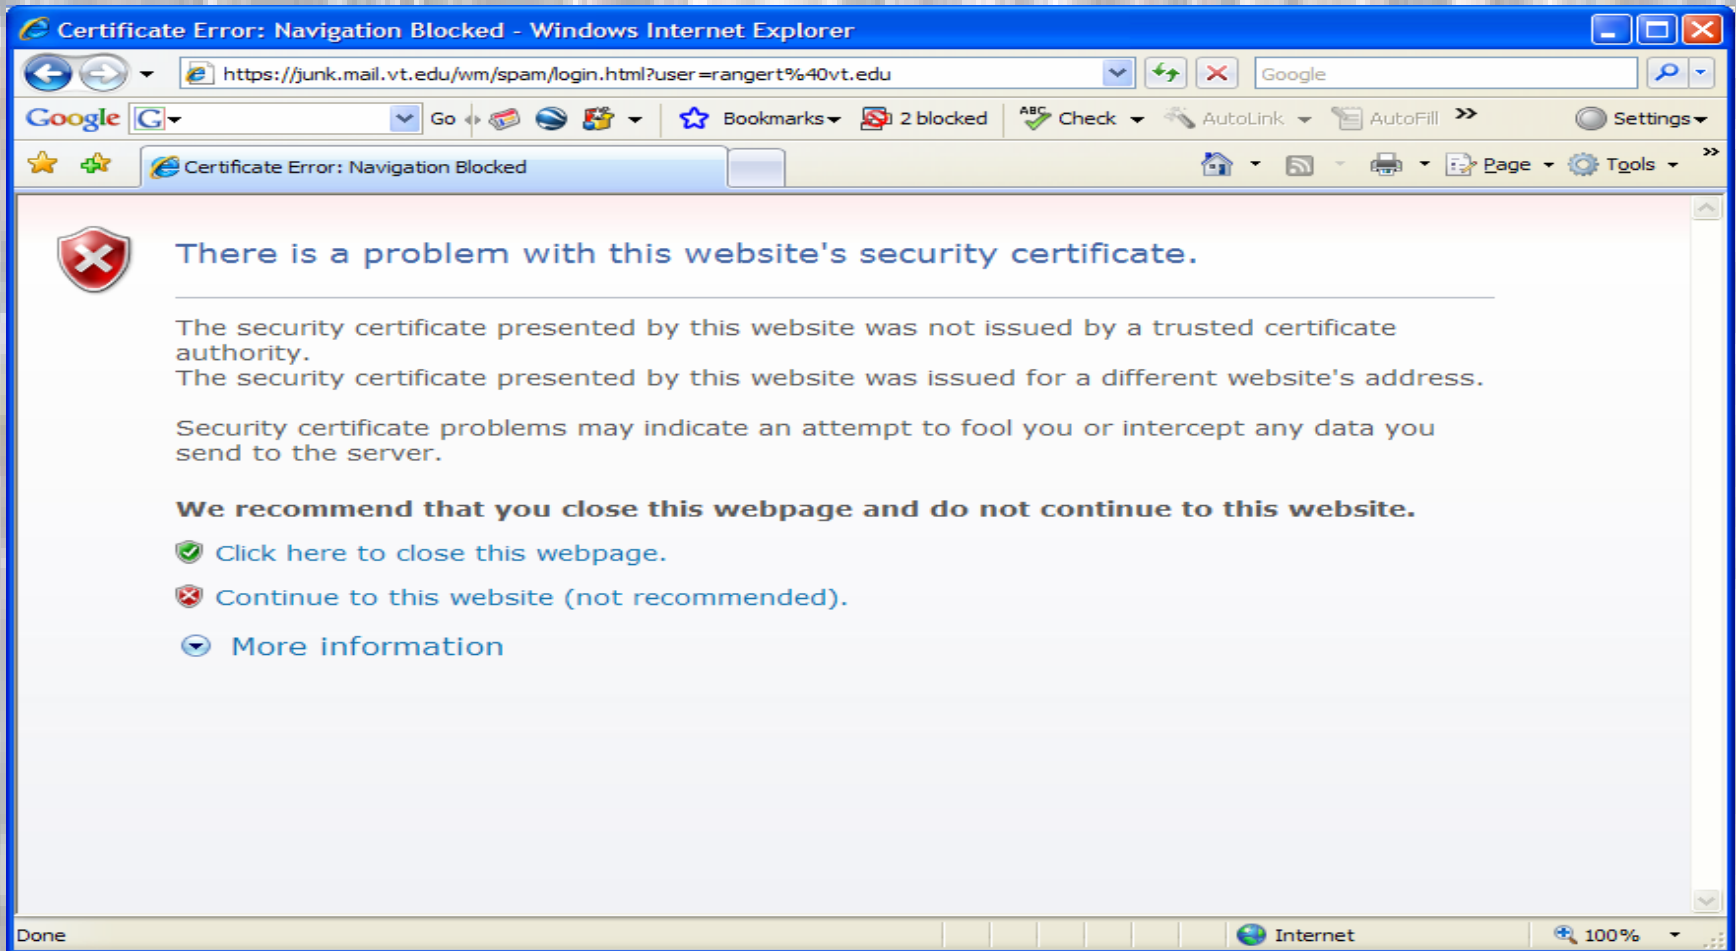 Certificate Error: Navigation Blocked - Windows Internet Explorer
https://junk.mail.vt.edu/wm/spam/login.html?user=rangert%40vt.edu Google
Google G Go Bookmarks 2 blocked ABC Check AutoLink AutoFill >> Settings
Certificate Error: Navigation Blocked Page Tools >>
There is a problem with this website's security certificate.
The security certificate presented by this website was not issued by a trusted certificate
authority.
The security certificate presented by this website was issued for a different website's address.
Security certificate problems may indicate an attempt to fool you or intercept any data you
send to the server.
We recommend that you close this webpage and do not continue to this website.
Click here to close this webpage.
Continue to this website (not recommended).
More information
Done Internet 100%